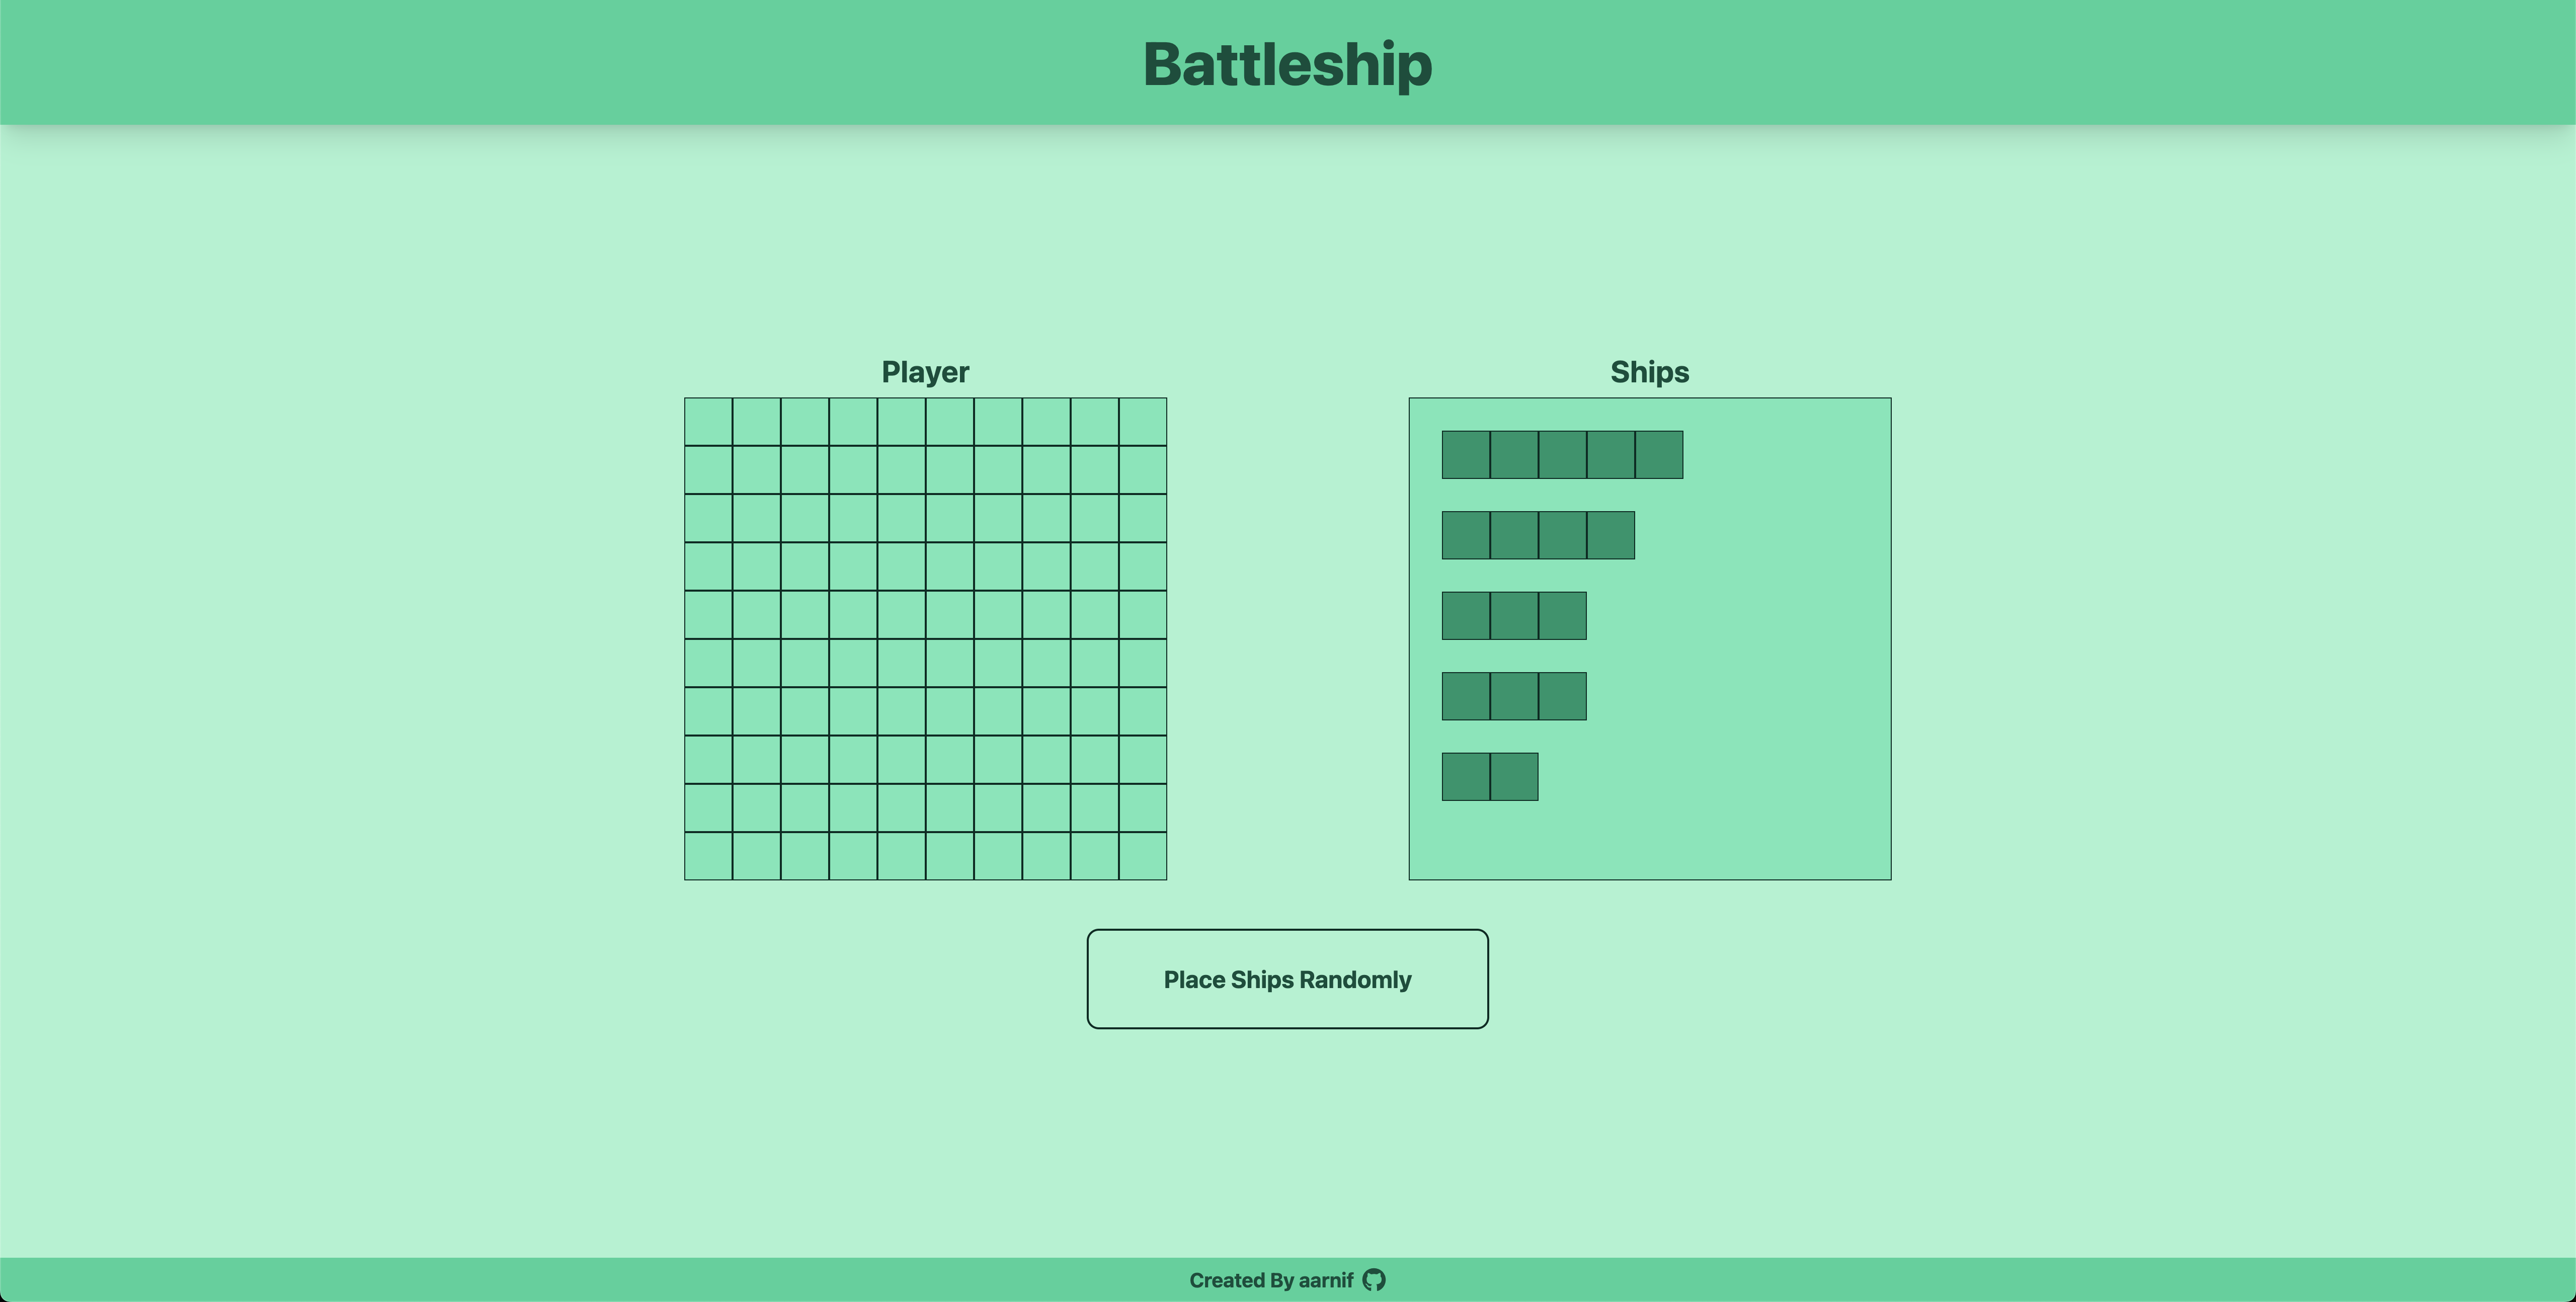 Battleship
Player
Ships
Place Ships Randomly
Created By aarnif